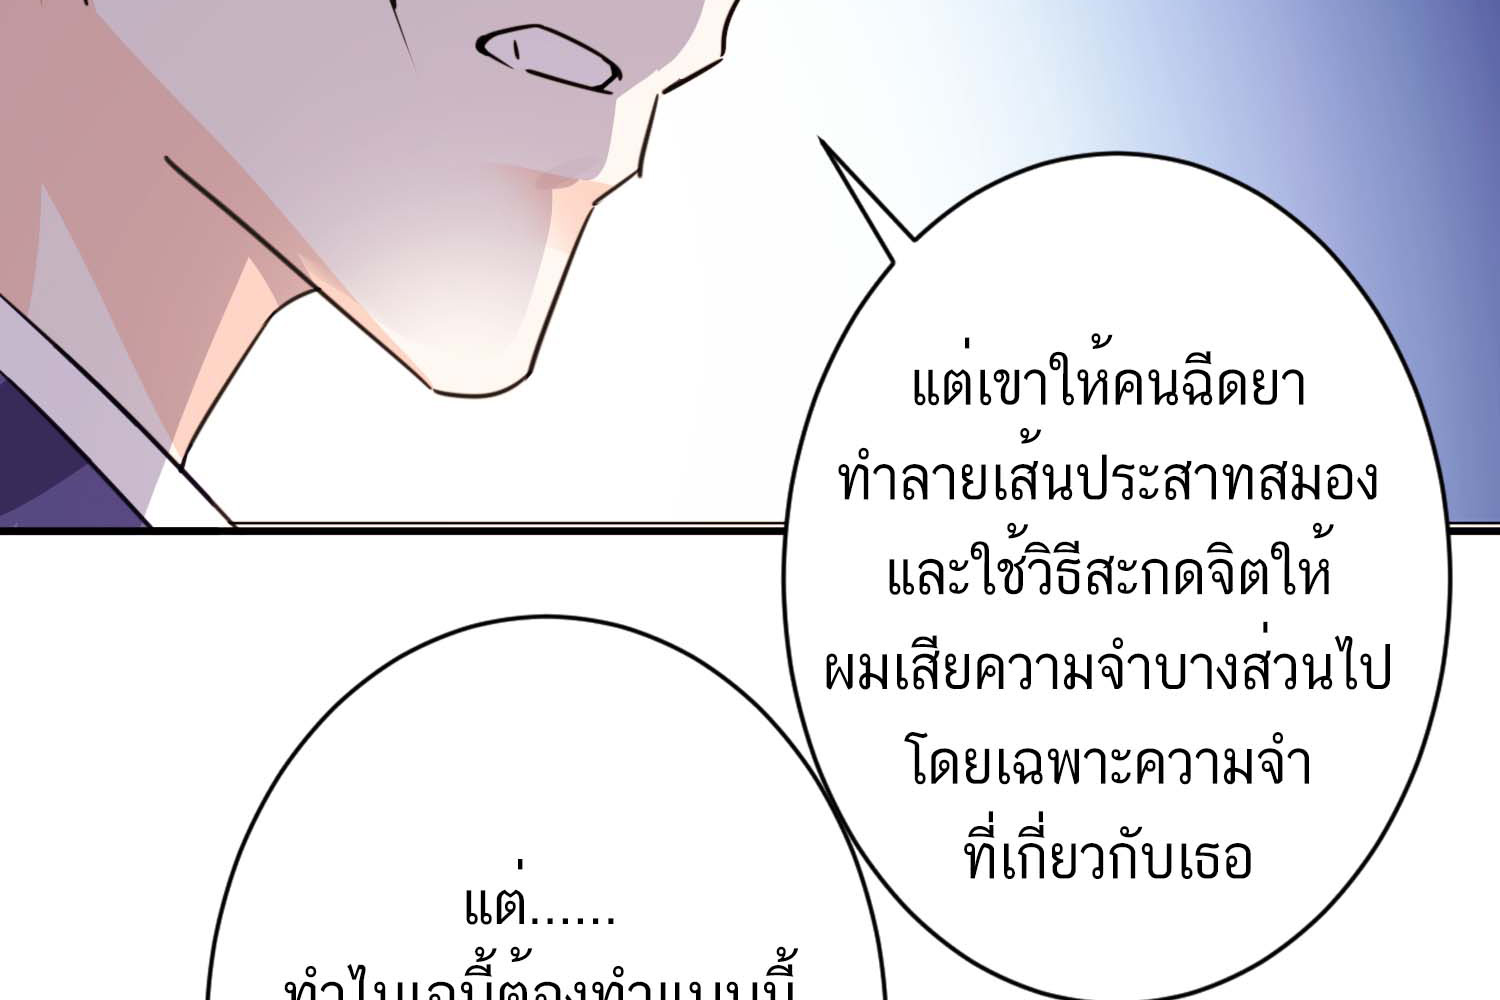 แต่เขาให้คนฉีดยา
ทำลายเส้นประสาทสมอง
และใช้วิธีสะกดจิตให้
ผมเสียความจำบางส่วนไป
โดยเฉพาะความจำ
ที่เกี่ยวกับเธอ
แต่......